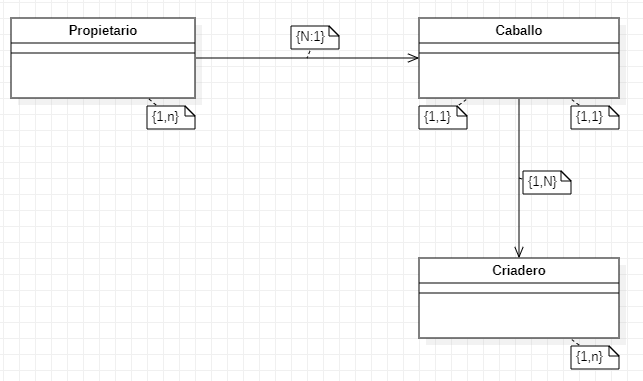 {N:1}
Propietario
Caballo
{1,n}
{1,1}
{1,1}
{1,N}
Criadero
{1,n}